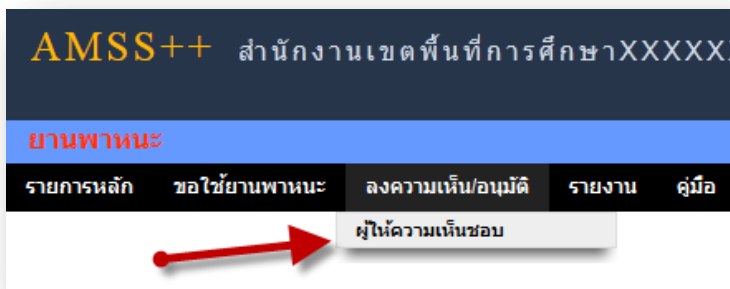 AMSS++ สำนักงานเขตพื้นที่การศึกษาXXXXXX
ยานพาหนะ
รายการหลัก ขอใช้ยานพาหนะ ลงความเห็น/อนุมัติ รายงาน คู่มือ
ผู้ให้ความเห็นชอบ